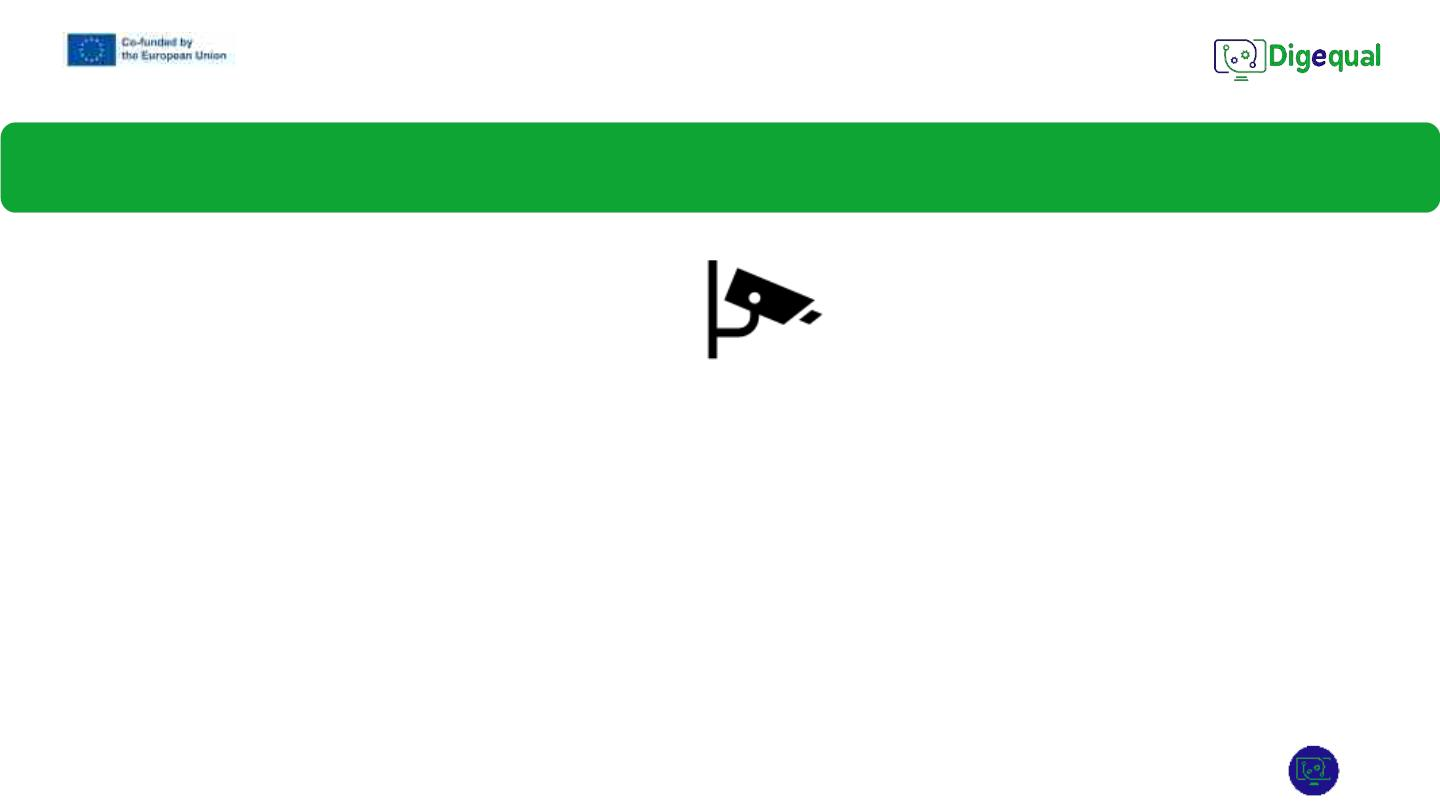 Co-funded by
the European Union
Digequal